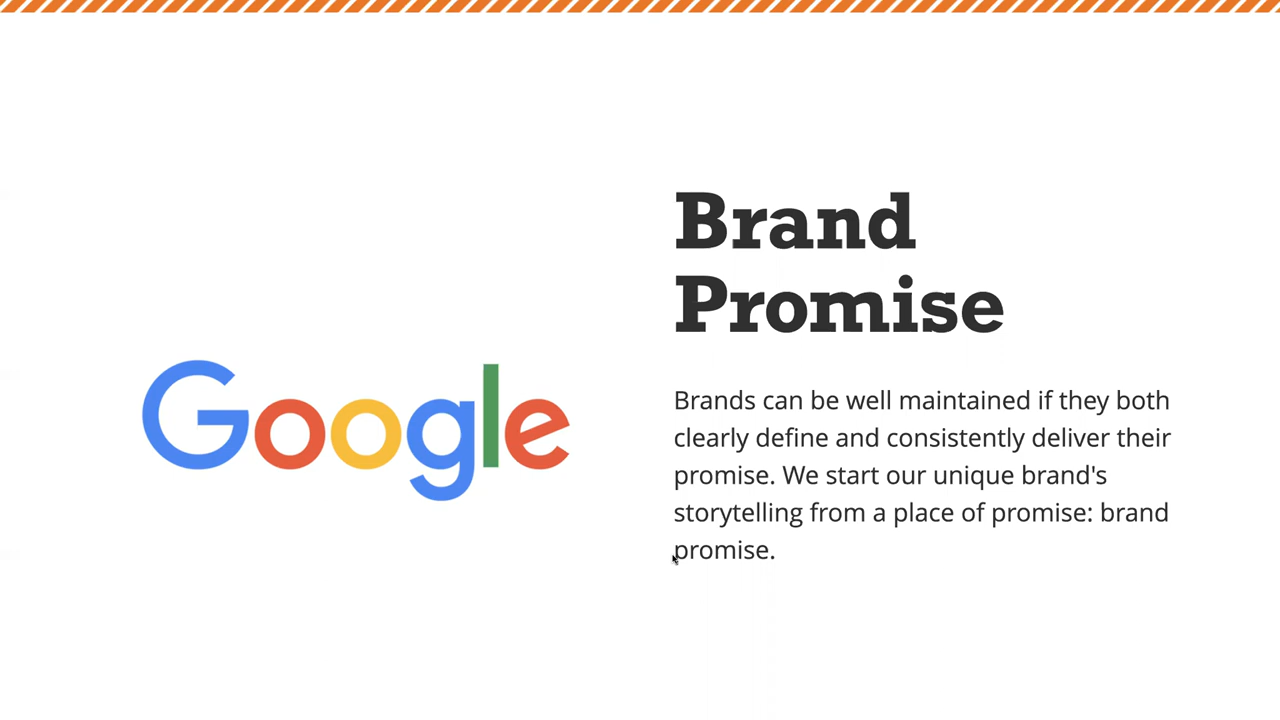 Google
Brand
Promise
Brands can be well maintained if they both
clearly define and consistently deliver their
promise. We start our unique brand's
storytelling from a place of promise: brand
promise.